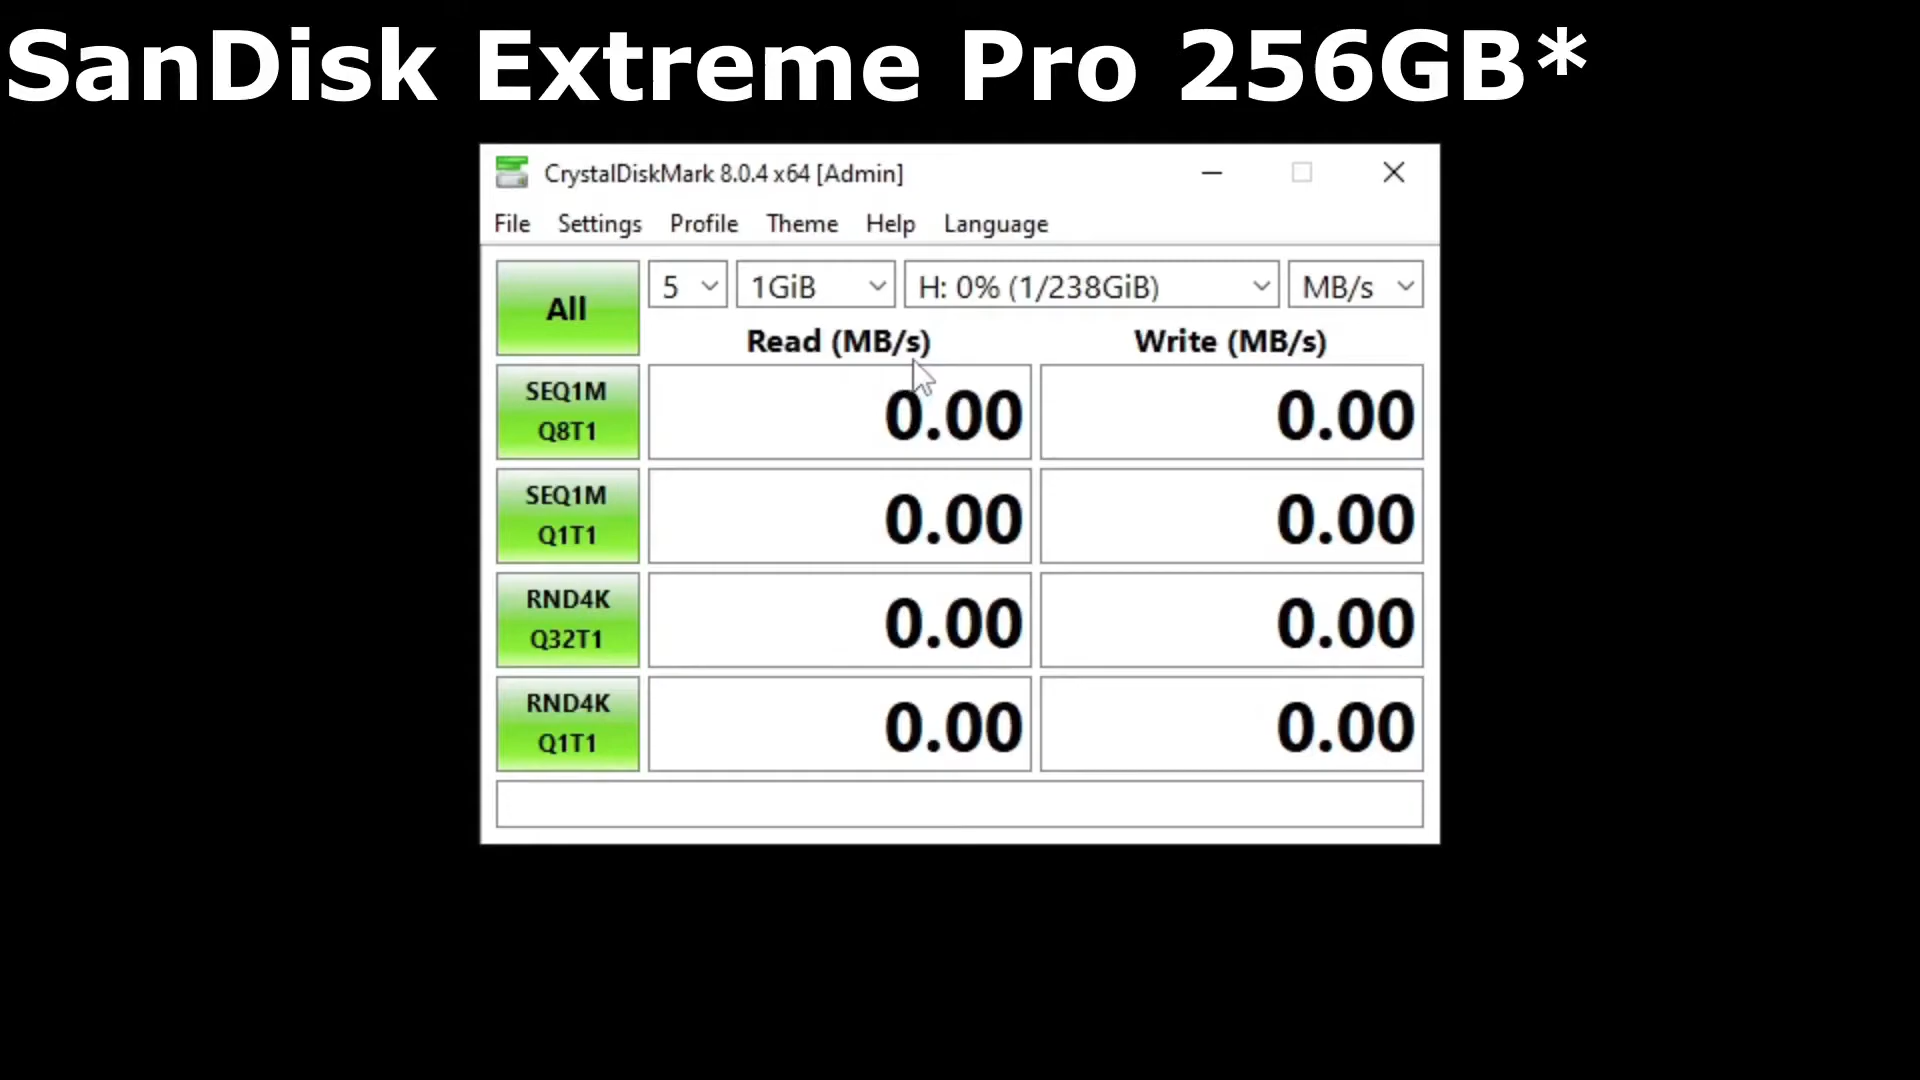 SanDisk Extreme Pro 256GB*
CrystalDiskMark 8.0.4 x64 [Admin]
File Settings Profile Theme Help Language
All 5 1GiB H: 0% (1/238GiB) MB/s
Read (MB/s) Write (MB/s)
SEQ1M
Q8T1 0.00 0.00
SEQ1M
Q1T1 0.00 0.00
RND4K
Q32T1 0.00 0.00
RND4K
Q1T1 0.00 0.00